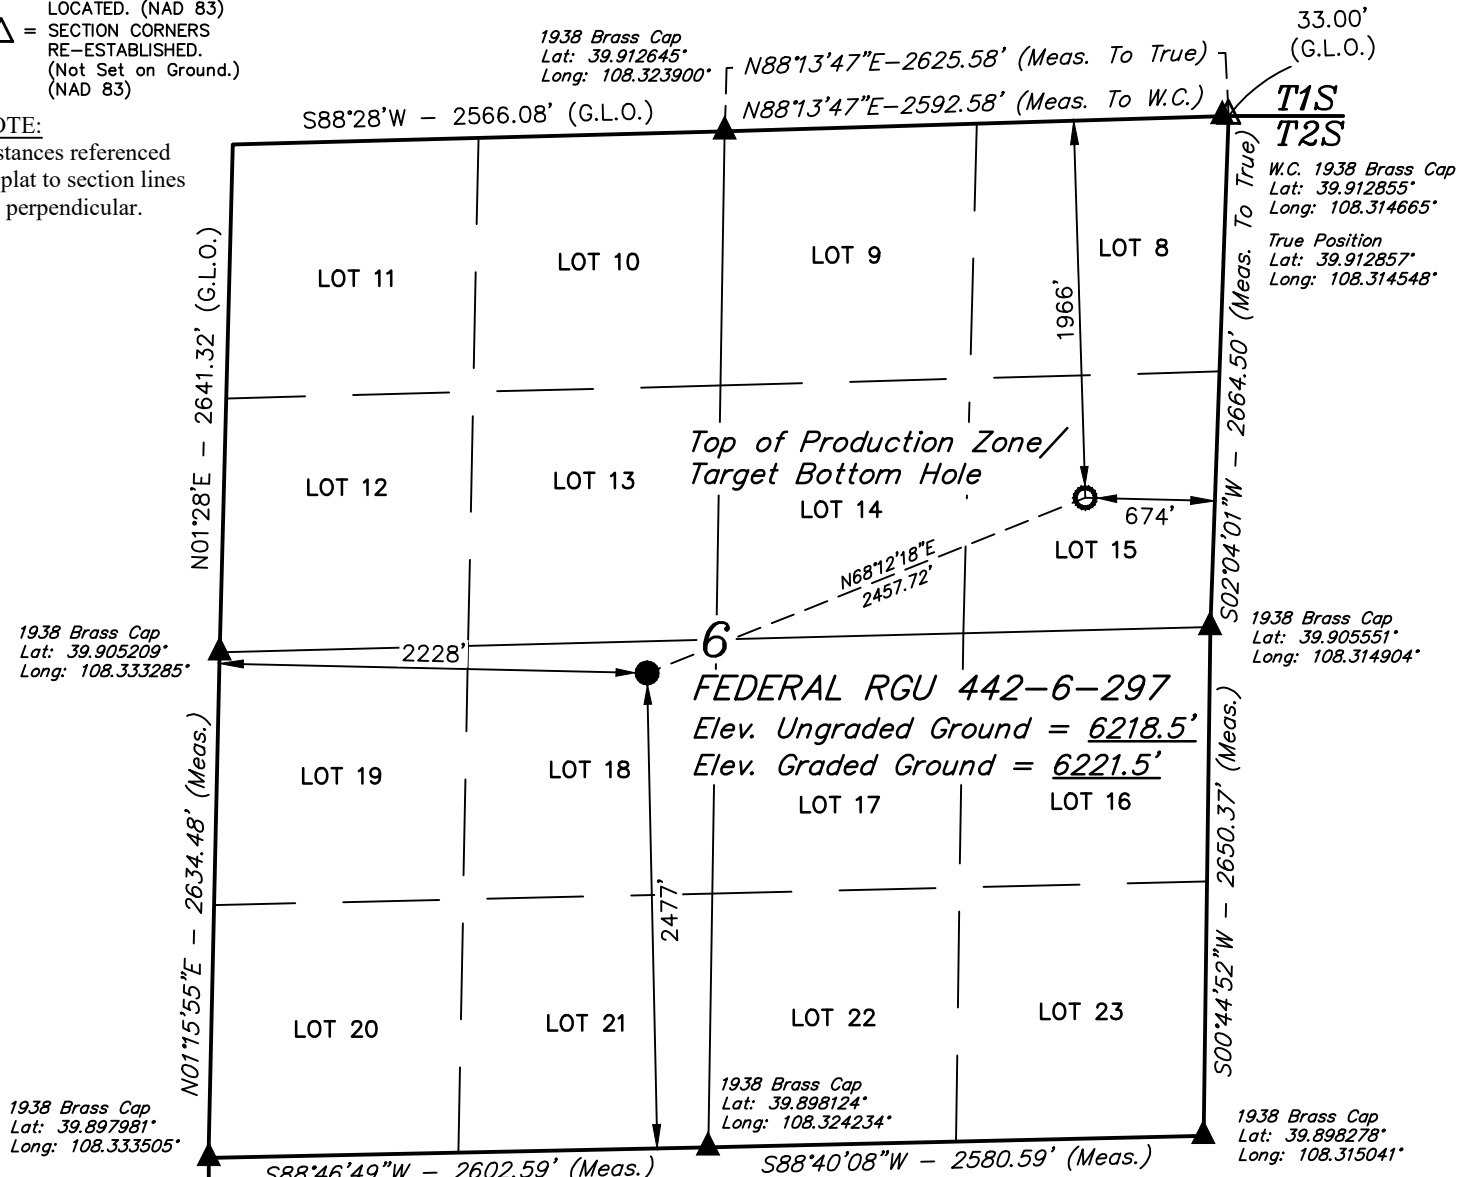 LOCATED. (NAD 83)
= SECTION CORNERS
RE-ESTABLISHED.
(Not Set on Ground.)
(NAD 83)
OTE:
stances referenced
plat to section lines
perpendicular.
1938 Brass Cap
Lat: 39.912645°
Long: 108.323900°
N88°13'47"E-2625.58' (Meas. To True)
33.00'
(G.L.O.)
S88°28'W - 2566.08' (G.L.O.)
N88°13'47"E-2592.58' (Meas. To W.C.)
T1S
T2S
W.C. 1938 Brass Cap
Lat: 39.912855°
Long: 108.314665°
True Position
Lat: 39.912857°
Long: 108.314548°
LOT 11
LOT 10
LOT 9
LOT 8
N01°28'E - 2641.32' (G.L.O.)
1966'
S02°04'01"W - 2664.50' (Meas. To True)
Top of Production Zone/
Target Bottom Hole
LOT 12
LOT 13
LOT 14
674'
LOT 15
N68°12'18"E
2457.72'
1938 Brass Cap
Lat: 39.905209°
Long: 108.333285°
2228'
6
1938 Brass Cap
Lat: 39.905551°
Long: 108.314904°
FEDERAL RGU 442-6-297
Elev. Ungraded Ground = 6218.5'
Elev. Graded Ground = 6221.5'
LOT 19
LOT 18
LOT 17
LOT 16
N01°15'55"E - 2634.48' (Meas.)
2477'
S00°44'52"W - 2650.37' (Meas.)
LOT 20
LOT 21
LOT 22
LOT 23
1938 Brass Cap
Lat: 39.897981°
Long: 108.333505°
1938 Brass Cap
Lat: 39.898124°
Long: 108.324234°
1938 Brass Cap
Lat: 39.898278°
Long: 108.315041°
S88°46'49"W - 2602.59' (Meas.)
S88°40'08"W - 2580.59' (Meas.)